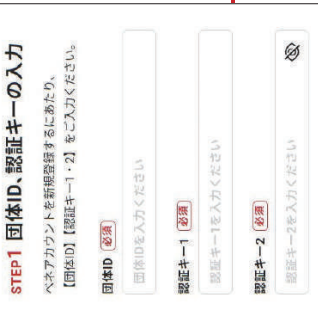 STEP1 団体ID、認証キーの入力
ベネアカウントを新規登録するにあたり、
【団体ID】【認証キー1・2】をご入力ください。
団体ID 必須
団体IDを入力ください
認証キー1 必須
認証キー1を入力ください
認証キー2 必須
認証キー2を入力ください